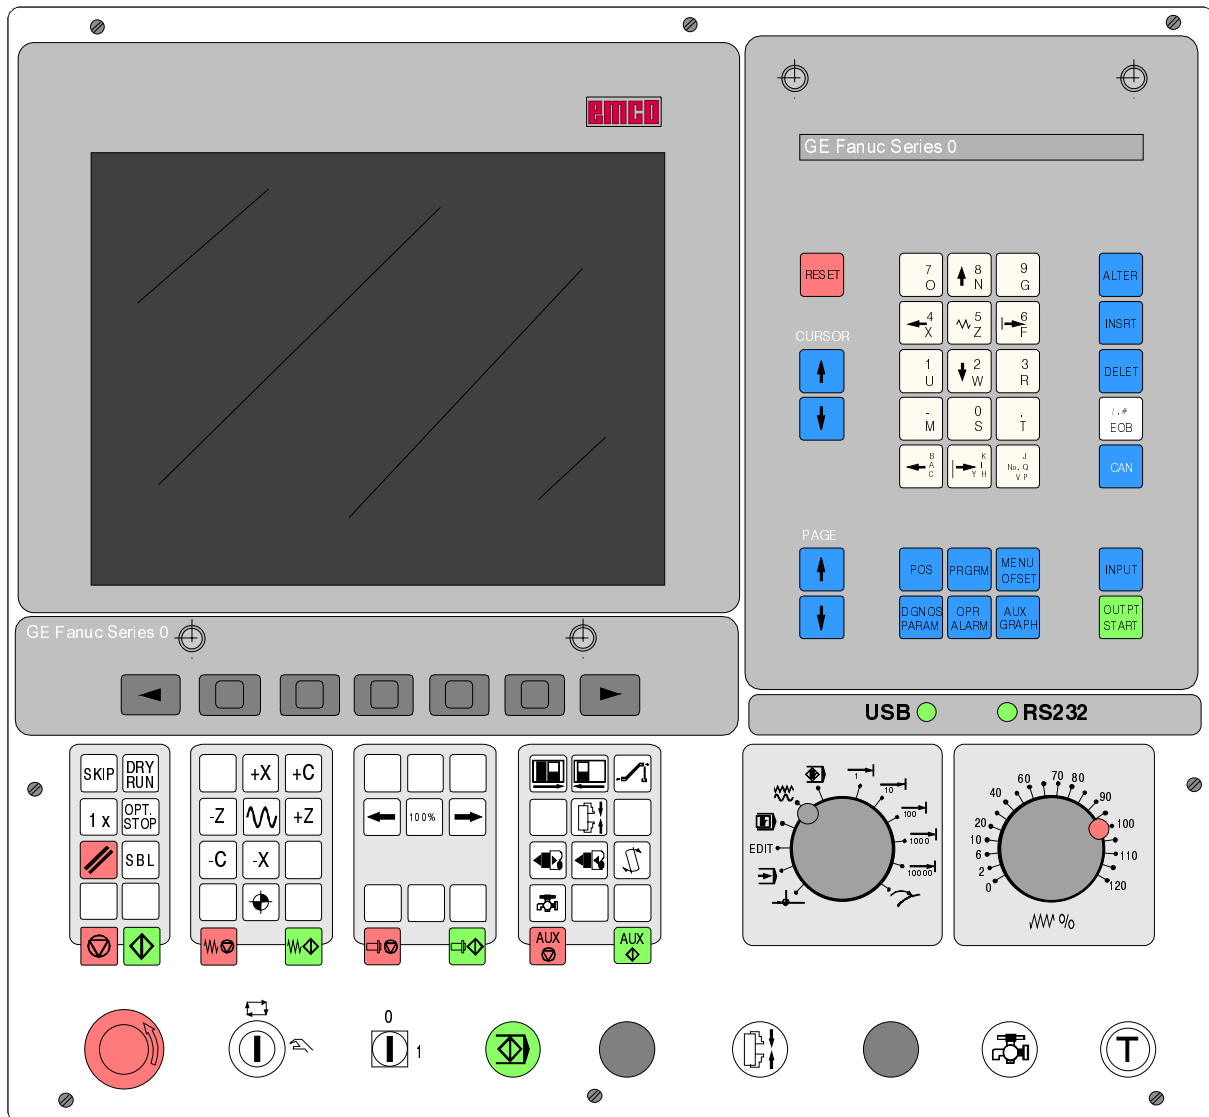 emco
GE Fanuc Series 0
RESET
7
O
8
N
9
G
ALTER
4
X
5
Z
6
F
INSRT
CURSOR
1
U
2
W
3
R
DELET
-
M
0
S
.
T
/ . #
EOB
B
A
C
K
I
Y H
J
No. Q
V P
CAN
PAGE
POS
PRGRM
MENU
OFSET
INPUT
DGNOS
PARAM
OPR
ALARM
AUX
GRAPH
OUTPT
START
GE Fanuc Series 0
USB
RS232
SKIP
DRY
RUN
+X
+C
1 x
OPT.
STOP
-Z
+Z
100%
SBL
-C
-X
AUX
AUX
1
10
100
1000
10000
EDIT
0
2
6
10
20
40
60
70
80
90
100
110
120
%
0
1
T